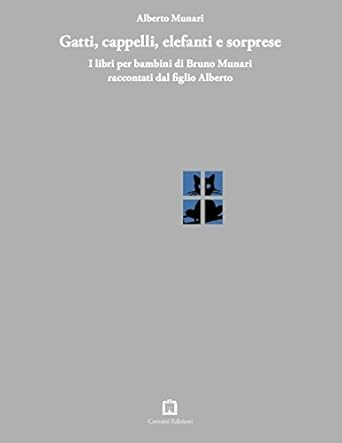 Alberto Munari
Gatti, cappelli, elefanti e sorprese
I libri per bambini di Bruno Munari
raccontati dal figlio Alberto
Corraini Edizioni